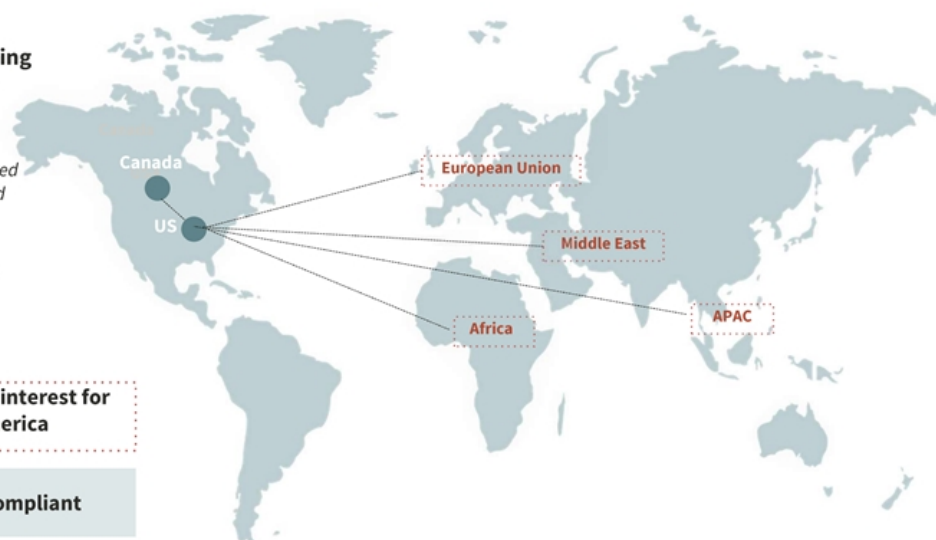 ing
ed
d
Canada
US
European Union
Middle East
APAC
Africa
interest for
erica
ompliant